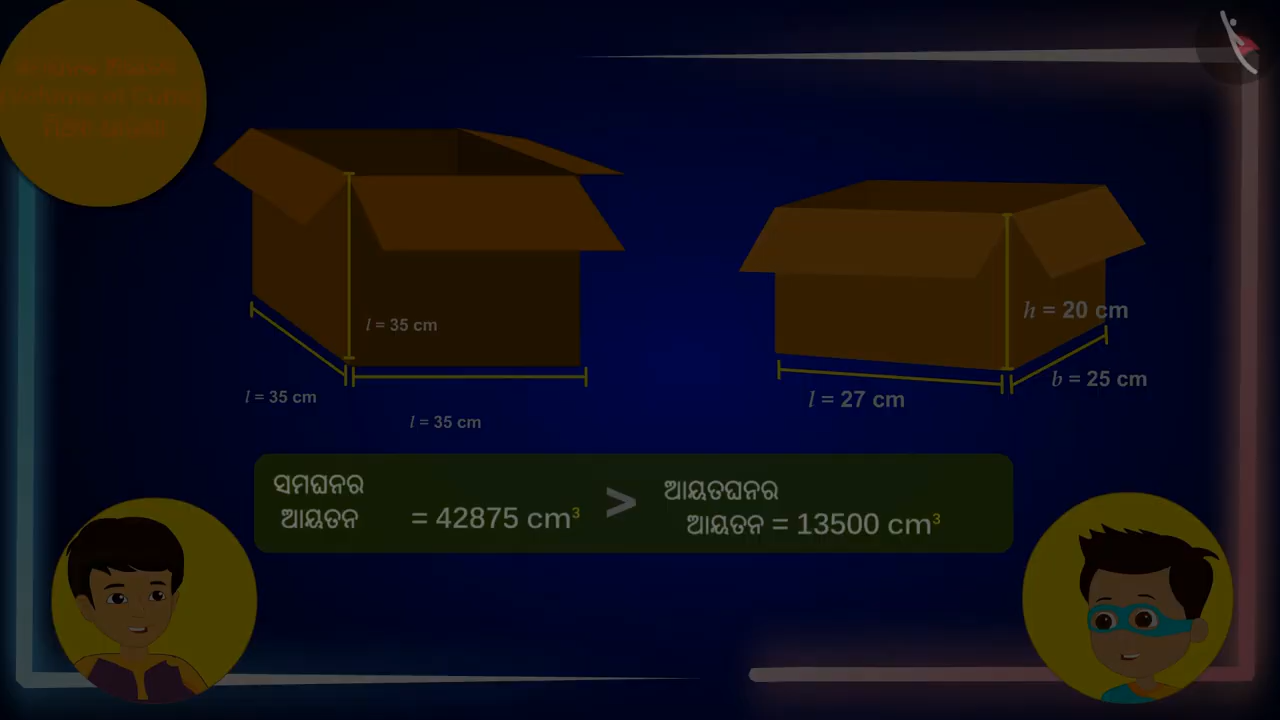 l = 35 cm
h = 20 cm
b = 25 cm
l = 35 cm
l = 27 cm
l = 35 cm
ସମଘନର
ଆୟତନ = 42875 cm³ > ଆୟତଘନର
ଆୟତନ = 13500 cm³